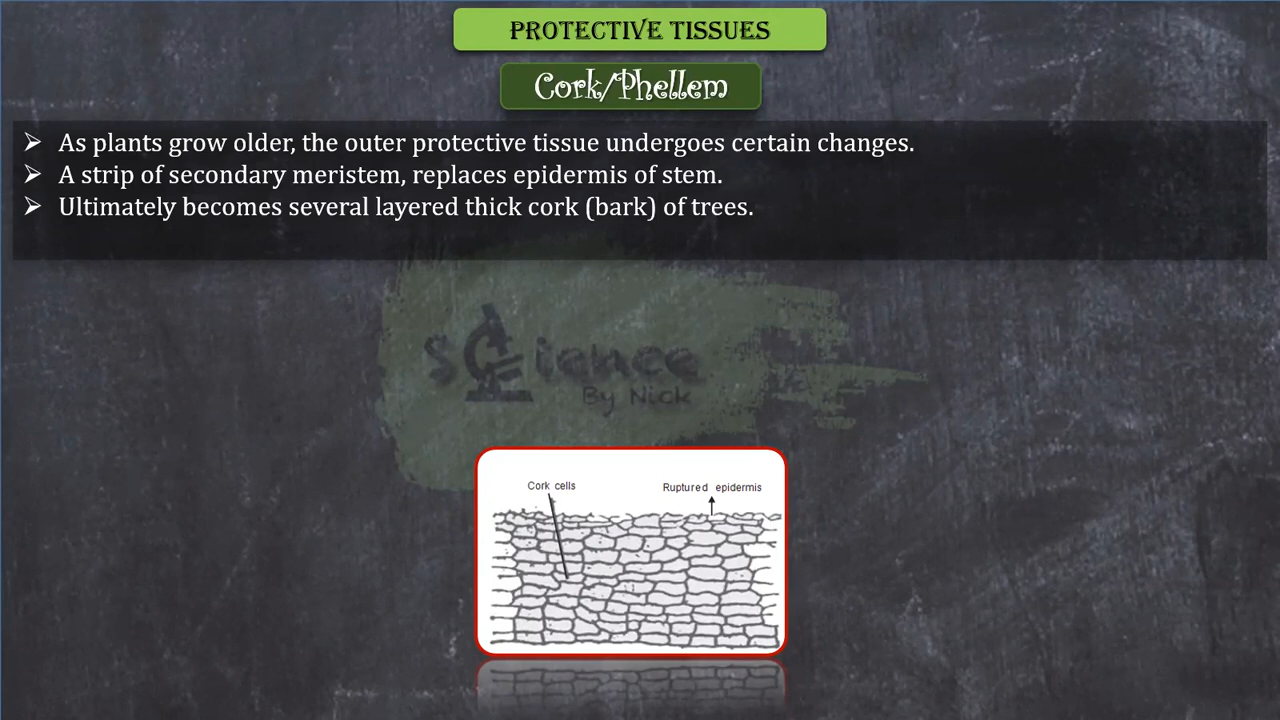 PROTECTIVE TISSUES
Cork/Phellem
As plants grow older, the outer protective tissue undergoes certain changes.
A strip of secondary meristem, replaces epidermis of stem.
Ultimately becomes several layered thick cork (bark) of trees.
Science
By Nick
Cork cells
Ruptured epidermis